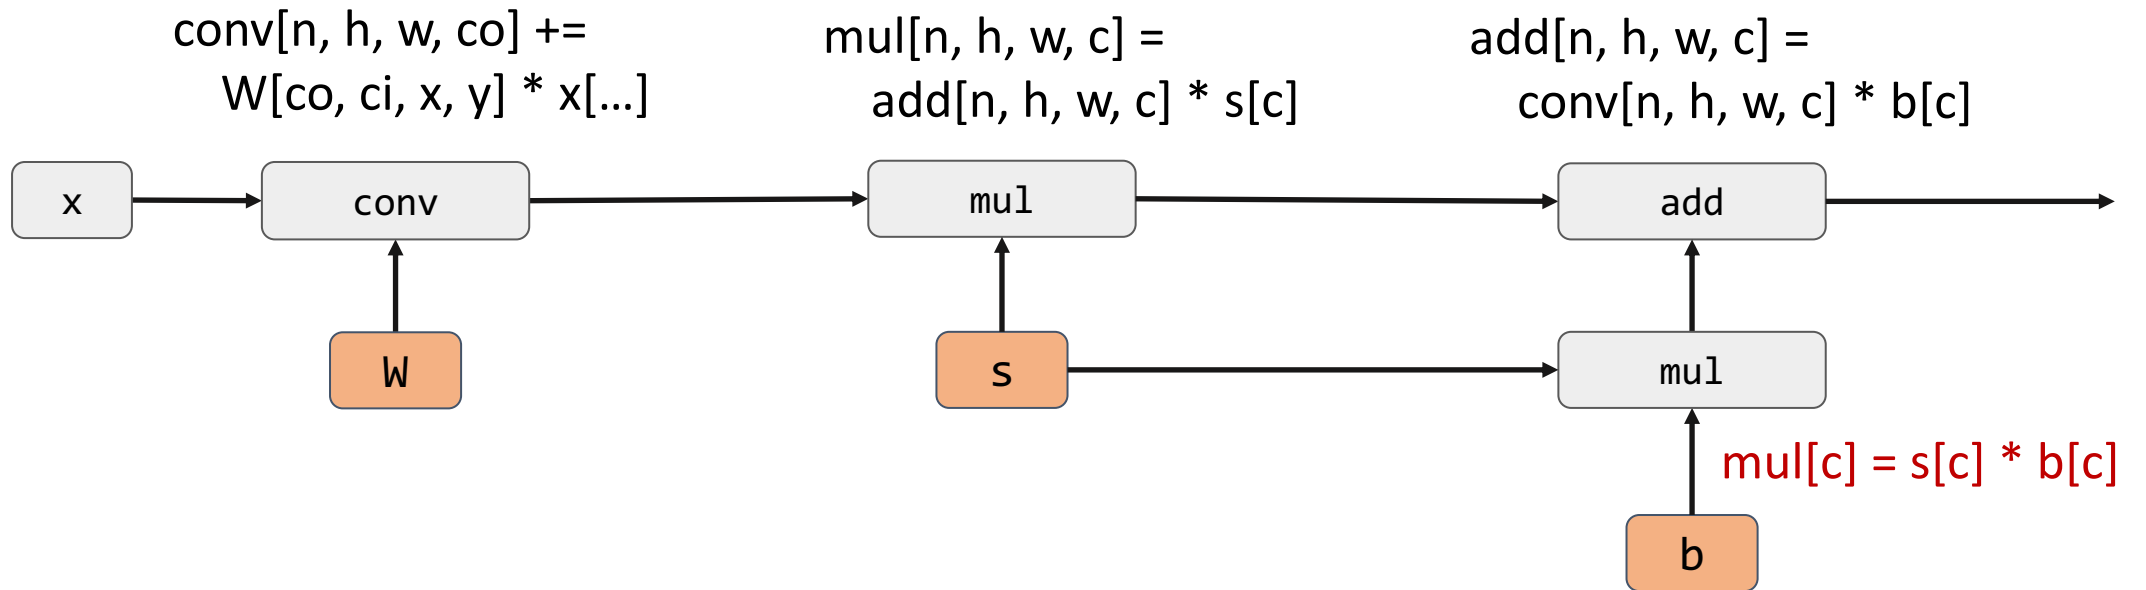 conv[n, h, w, co] +=
W[co, ci, x, y] * x[...]
mul[n, h, w, c] =
add[n, h, w, c] * s[c]
add[n, h, w, c] =
conv[n, h, w, c] * b[c]
x
conv
mul
add
W
s
mul
mul[c] = s[c] * b[c]
b